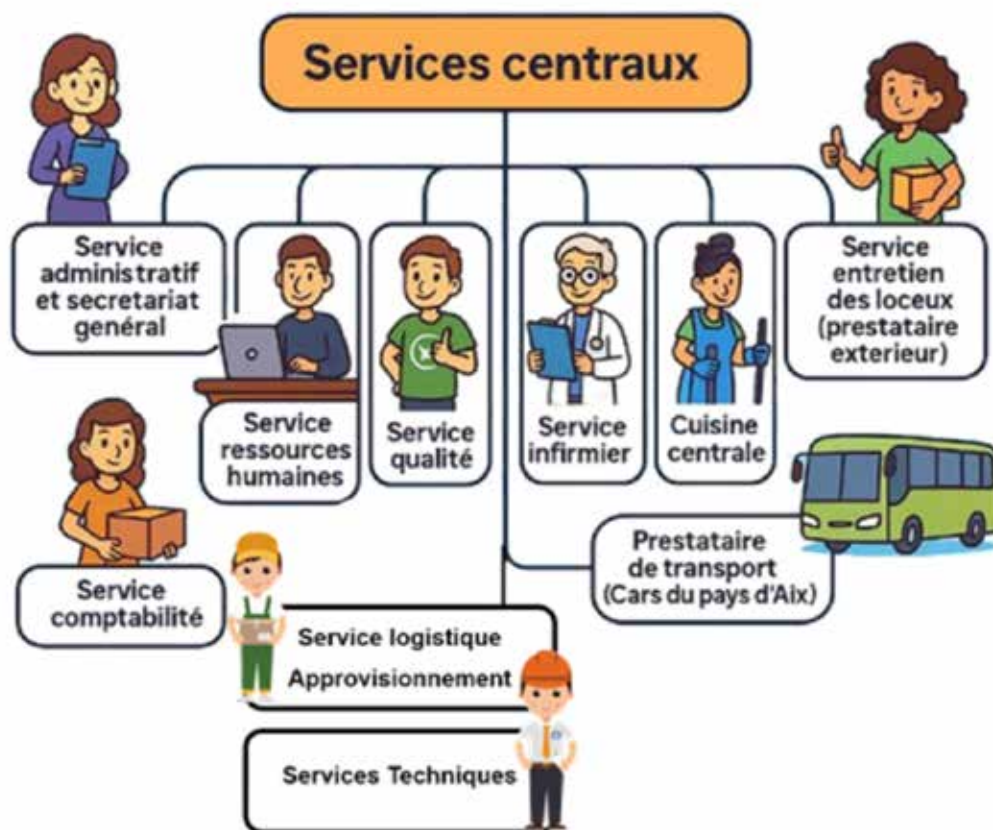 Services centraux
Service
administratif
et secretariat
genéral
Service
ressources
humaines
Service
qualité
Service
infirmier
Cuisine
centrale
Service
entretien
des loceux
(prestataire
exterieur)
Service
comptabilité
Prestataire
de transport
(Cars du pays d'Aix)
Service logistique
Approvisionnement
Services Techniques